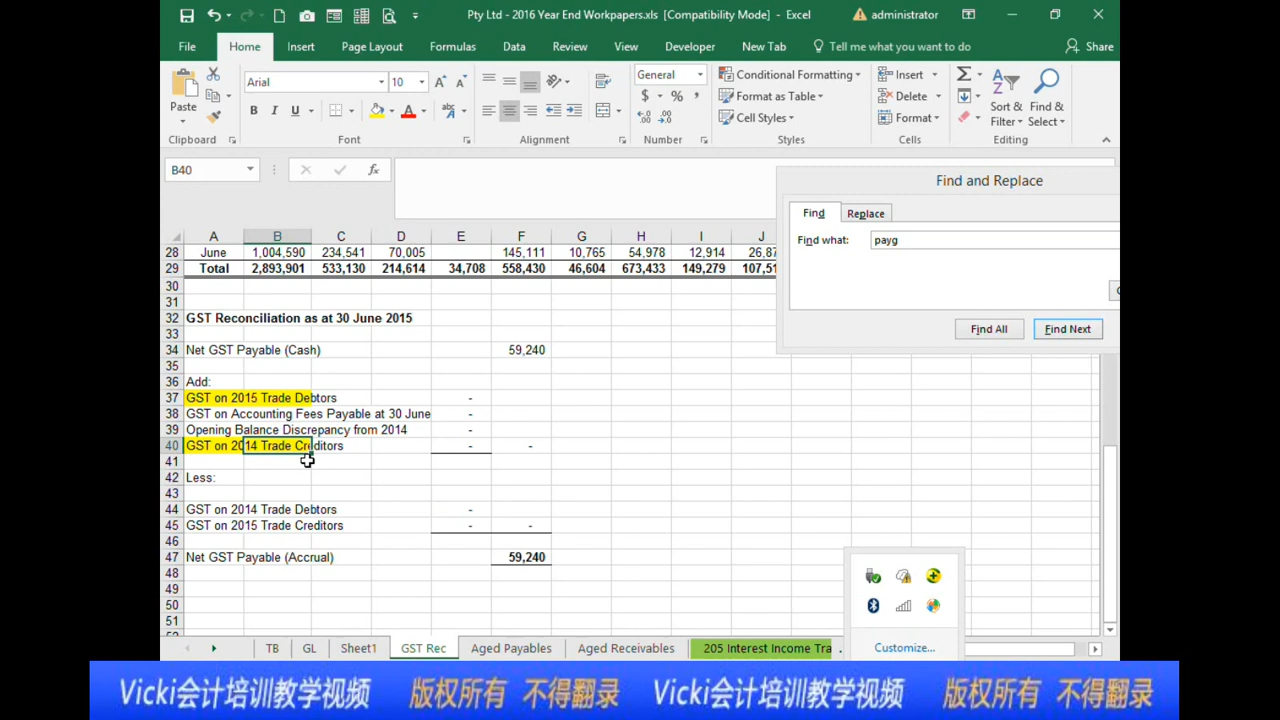 Pty Ltd - 2016 Year End Workpapers.xls [Compatibility Mode] - Excel
administrator
File Home Insert Page Layout Formulas Data Review View Developer New Tab Tell me what you want to do Share
Paste
Arial 10
B I U
General
$ % ,
Conditional Formatting
Format as Table
Cell Styles
Insert
Delete
Format
Sort & Filter
Find & Select
Clipboard Font Alignment Number Styles Cells Editing
B40
fx
Find and Replace
Find Replace
Find what: payg
Find All Find Next
A B C D E F G H I J
28 June 1,004,590 234,541 70,005 145,111 10,765 54,978 12,914 26,87
29 Total 2,893,901 533,130 214,614 34,708 558,430 46,604 673,433 149,279 107,51
30
31
32 GST Reconciliation as at 30 June 2015
33
34 Net GST Payable (Cash) 59,240
35
36 Add:
37 GST on 2015 Trade Debtors -
38 GST on Accounting Fees Payable at 30 June -
39 Opening Balance Discrepancy from 2014 -
40 GST on 2014 Trade Creditors - -
41
42 Less:
43
44 GST on 2014 Trade Debtors -
45 GST on 2015 Trade Creditors - -
46
47 Net GST Payable (Accrual) 59,240
48
49
50
51
Customize...
TB GL Sheet1 GST Rec Aged Payables Aged Receivables 205 Interest Income Tra
Vicki会计培训教学视频 版权所有 不得翻录 Vicki会计培训教学视频 版权所有 不得翻录